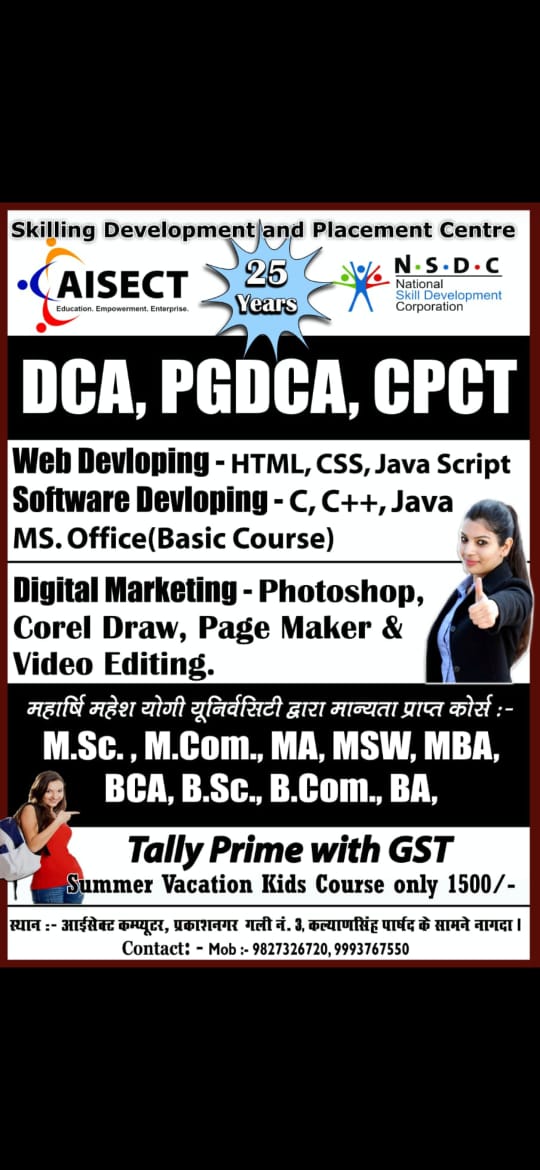 Skilling Development and Placement Centre
AISECT
Education. Empowerment. Enterprise.
25
Years
N·S·D·C
National
Skill Development
Corporation
DCA, PGDCA, CPCT
Web Devloping - HTML, CSS, Java Script
Software Devloping - C, C++, Java
MS. Office(Basic Course)
Digital Marketing - Photoshop,
Corel Draw, Page Maker &
Video Editing.
महार्षि महेश योगी यूनिर्वसिटी द्वारा मान्यता प्राप्त कोर्स :-
M.Sc. , M.Com., MA, MSW, MBA,
BCA, B.Sc., B.Com., BA,
Tally Prime with GST
Summer Vacation Kids Course only 1500/-
स्थान :- आईसेक्ट कम्प्यूटर, प्रकाशनगर गली नं. 3, कल्याणसिंह पार्षद के सामने नागदा।
Contact: - Mob :- 9827326720, 9993767550